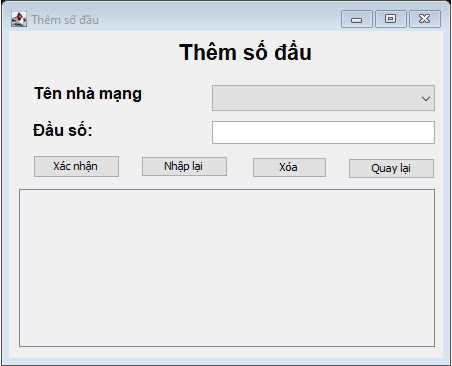 Thêm số đầu
Thêm số đầu
Tên nhà mạng
Đầu số:
Xác nhận Nhập lại Xóa Quay lại